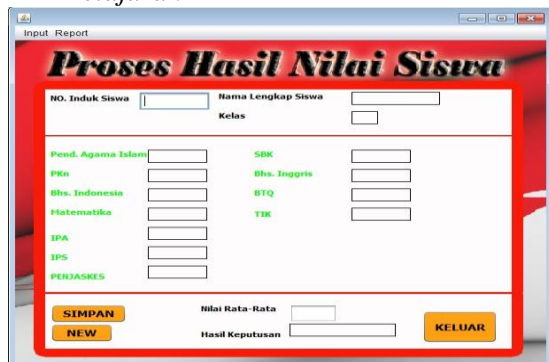 Input Report
Proses Hasil Nilai Siswa
NO. Induk Siswa
Nama Lengkap Siswa
Kelas
Pend. Agama Islam
PKn
Bhs. Indonesia
Matematika
IPA
IPS
PENJASKES
SBK
Bhs. Inggris
BTQ
TIK
SIMPAN
NEW
Nilai Rata-Rata
Hasil Keputusan
KELUAR